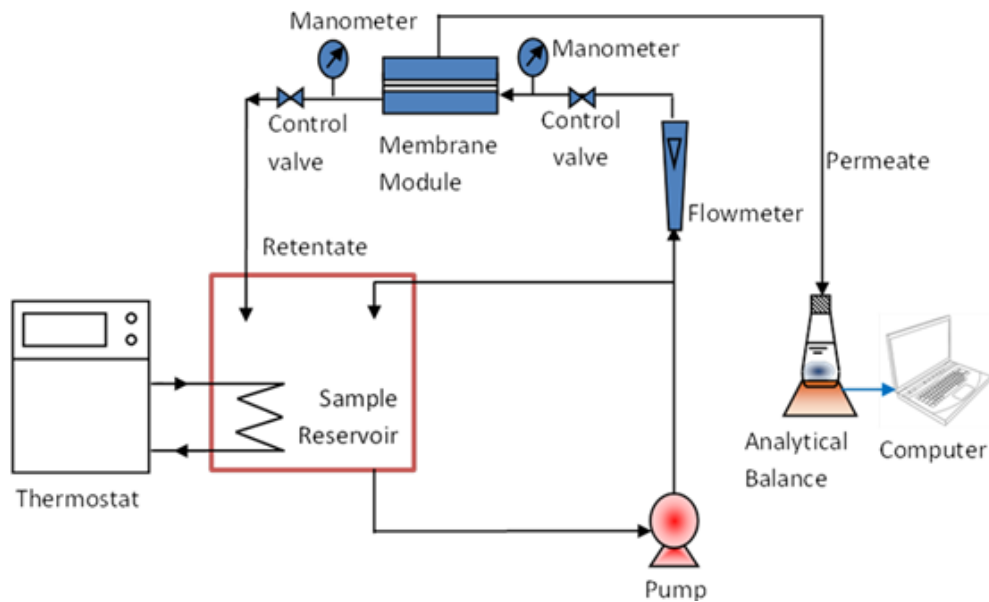 Manometer
Manometer
Control
valve
Membrane
Module
Control
valve
Permeate
Flowmeter
Retentate
Sample
Reservoir
Thermostat
Analytical
Balance
Computer
Pump